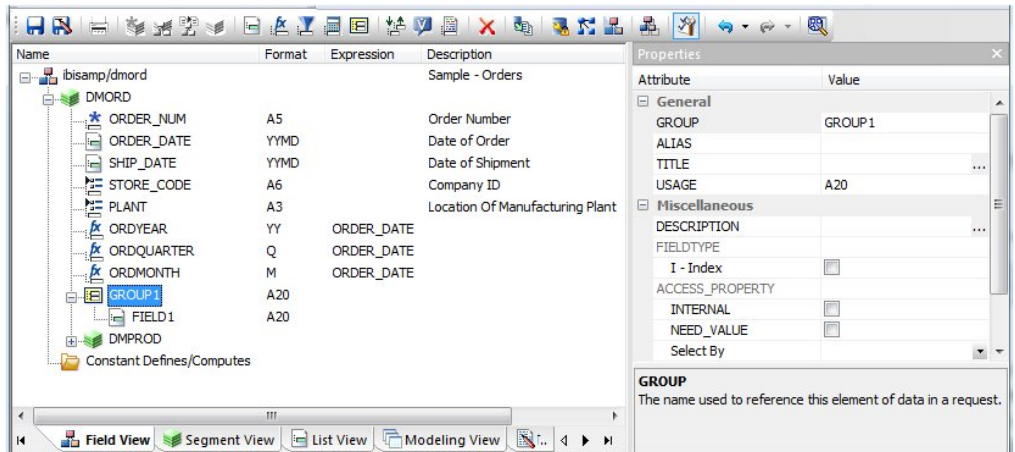 Name Format Expression Description
ibisamp/dmord Sample - Orders
DMORD
ORDER_NUM A5 Order Number
ORDER_DATE YYMD Date of Order
SHIP_DATE YYMD Date of Shipment
STORE_CODE A6 Company ID
PLANT A3 Location Of Manufacturing Plant
ORDYEAR YY ORDER_DATE
ORDQUARTER Q ORDER_DATE
ORDMONTH M ORDER_DATE
GROUP1 A20
FIELD1 A20
DMPROD
Constant Defines/Computes
Field View Segment View List View Modeling View
Properties
Attribute Value
General
GROUP GROUP1
ALIAS
TITLE ...
USAGE A20
Miscellaneous
DESCRIPTION ...
FIELDTYPE
I - Index
ACCESS_PROPERTY
INTERNAL
NEED_VALUE
Select By
GROUP
The name used to reference this element of data in a request.